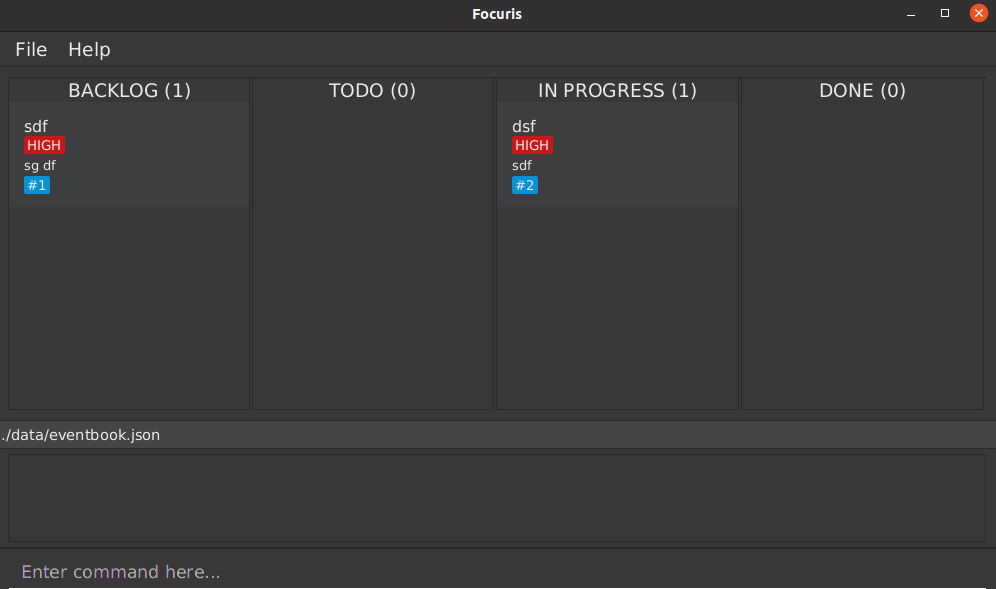 Focuris
File Help
BACKLOG (1)
sdf
HIGH
sg df
#1
TODO (0)
IN PROGRESS (1)
dsf
HIGH
sdf
#2
DONE (0)
./data/eventbook.json
Enter command here...